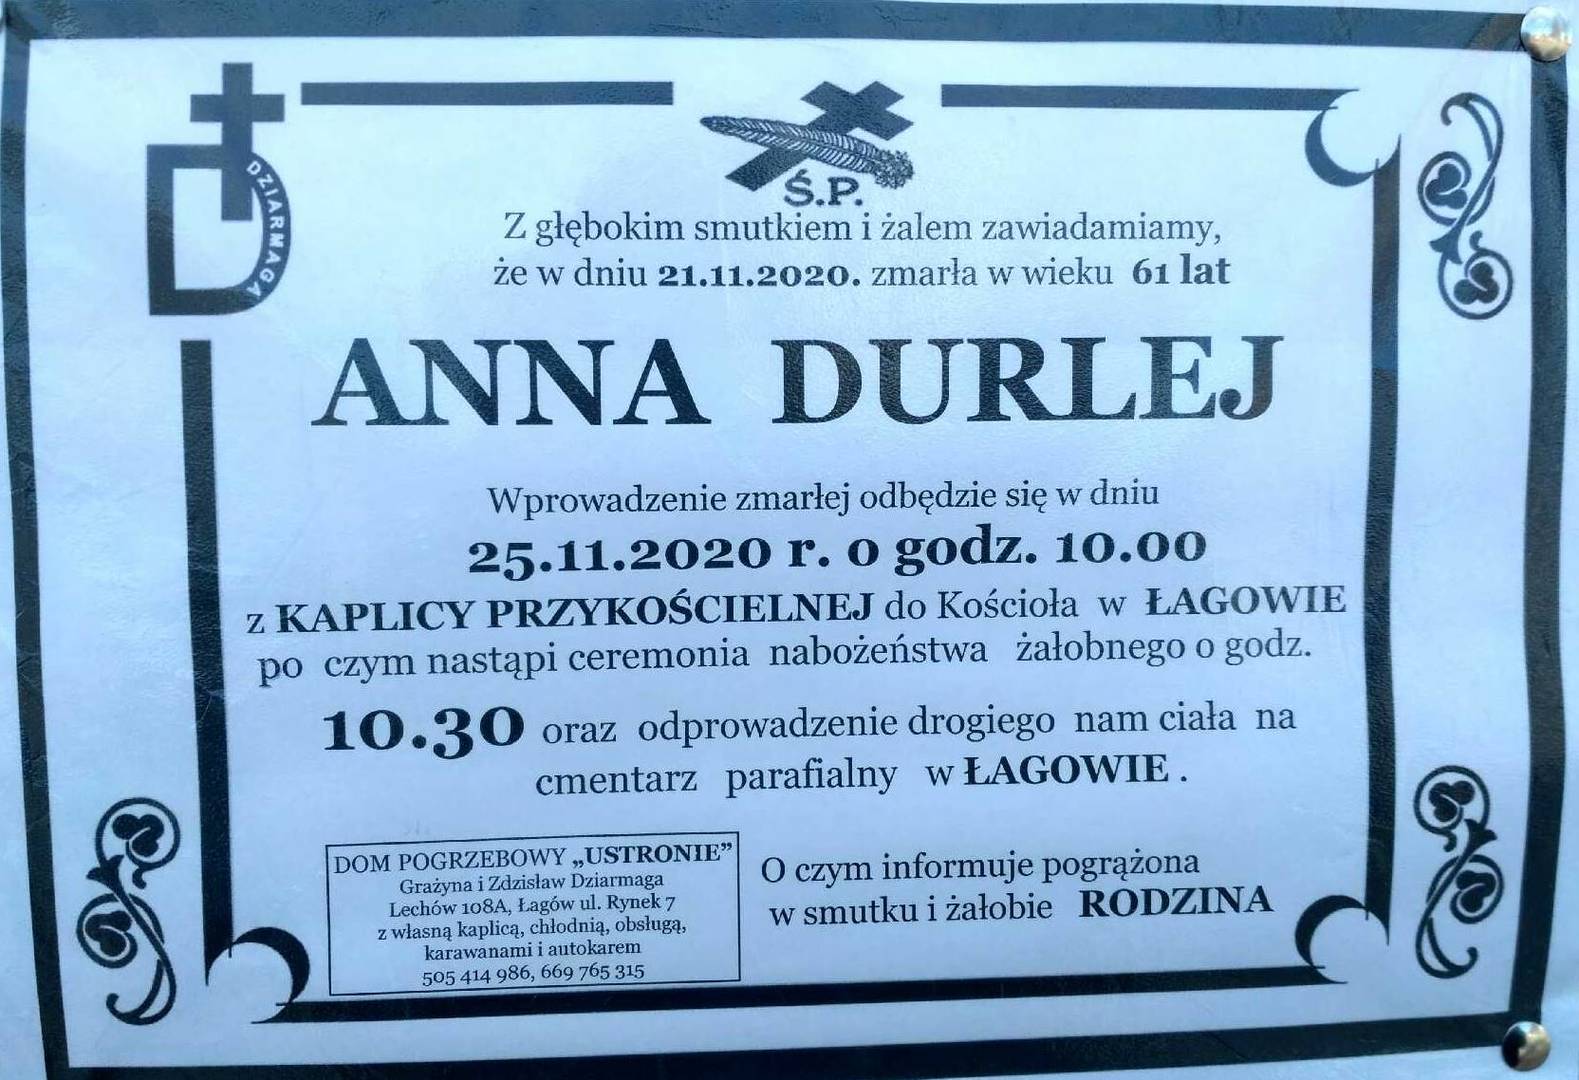 DZIARMAGA
Ś.P.
Z głębokim smutkiem i żalem zawiadamiamy,
że w dniu 21.11.2020. zmarła w wieku 61 lat
ANNA DURLEJ
Wprowadzenie zmarłej odbędzie się w dniu
25.11.2020 r. o godz. 10.00
z KAPLICY PRZYKOŚCIELNEJ do Kościoła w ŁAGOWIE
po czym nastąpi ceremonia nabożeństwa żałobnego o godz.
10.30 oraz odprowadzenie drogiego nam ciała na
cmentarz parafialny w ŁAGOWIE .
DOM POGRZEBOWY „USTRONIE”
Grażyna i Zdzisław Dziarmaga
Lechów 108A, Łagów ul. Rynek 7
z własną kaplicą, chłodnią, obsługą,
karawanami i autokarem
505 414 986, 669 765 315
O czym informuje pogrążona
w smutku i żałobie RODZINA